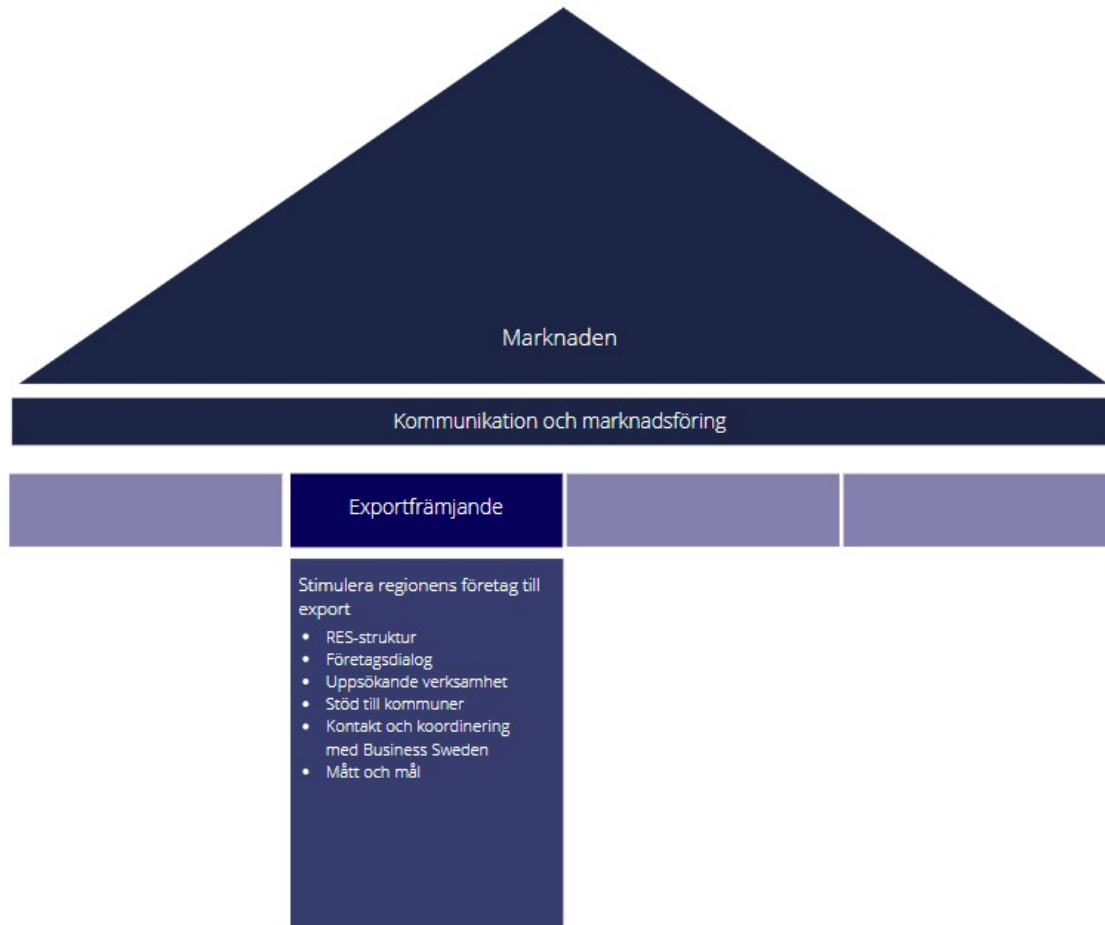 Marknaden
Kommunikation och marknadsföring
Exportfrämjande
Stimulera regionens företag till
export
• RES-struktur
• Företagsdialog
• Uppsökande verksamhet
• Stöd till kommuner
• Kontakt och koordinering
med Business Sweden
• Mått och mål